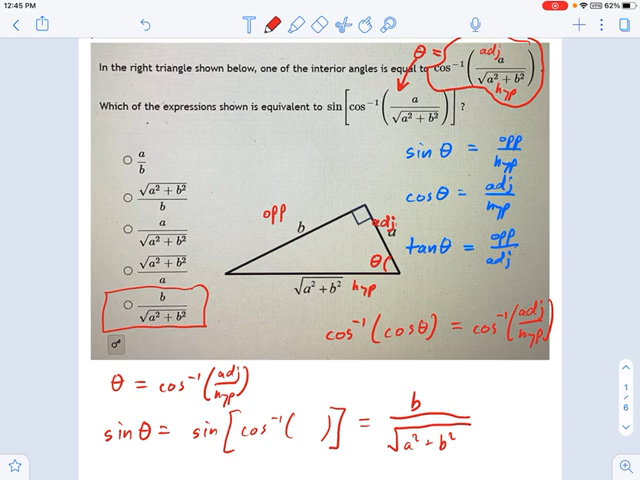 12:45 PM
62%
T
θ =
In the right triangle shown below, one of the interior angles is equal to cos⁻¹(a/√(a² + b²))
adj
hyp
Which of the expressions shown is equivalent to sin[cos⁻¹(a/√(a² + b²))] ?
a/b
√(a² + b²)/b
a/√(a² + b²)
√(a² + b²)/a
b/√(a² + b²)
opp
b
adj
a
θ
√(a² + b²) hyp
sin θ = opp/hyp
cos θ = adj/hyp
tan θ = opp/adj
cos⁻¹(cos θ) = cos⁻¹(adj/hyp)
θ = cos⁻¹(adj/hyp)
sin θ = sin[cos⁻¹( )] = b/√(a² + b²)
1
/
6